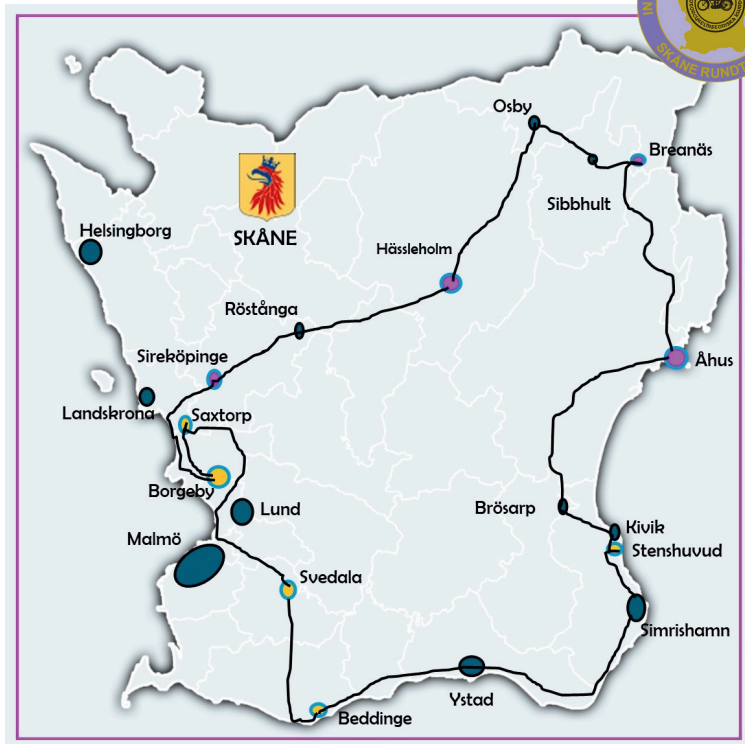 IN
SKÅNE RUNDT
Osby
Breanäs
Sibbhult
Helsingborg
SKÅNE
Hässleholm
Röstånga
Sireköpinge
Åhus
Landskrona
Saxtorp
Borgeby
Lund
Brösarp
Kivik
Malmö
Stenshuvud
Svedala
Simrishamn
Ystad
Beddinge